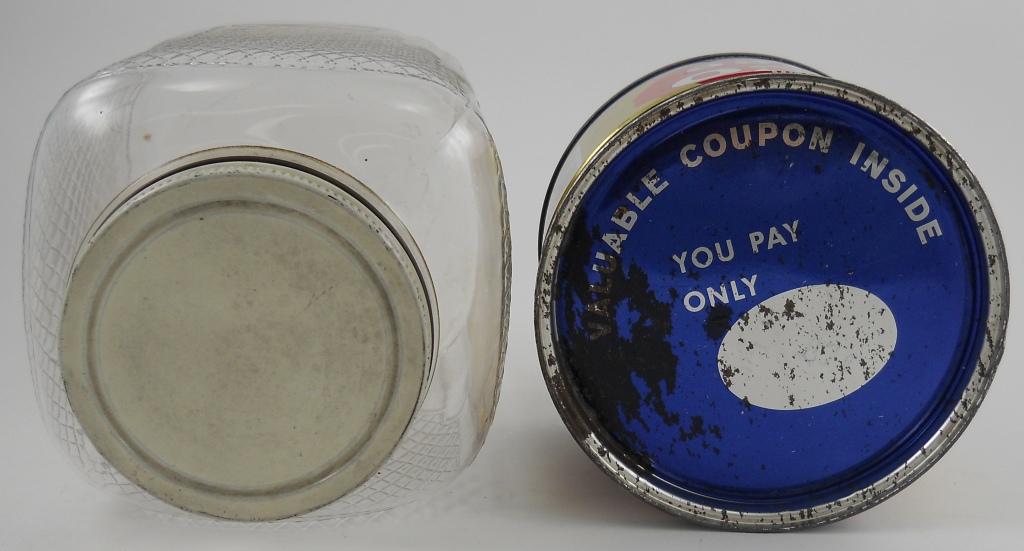 VALUABLE COUPON INSIDE
YOU PAY
ONLY